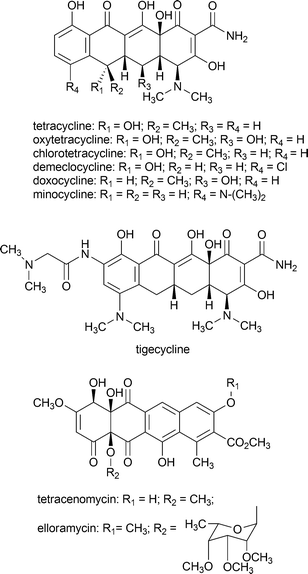 OH O OH OH O O
NH₂
OH
R₄ R₁ R₂ H R₃ H N
H₃C CH₃
tetracycline: R₁ = OH; R₂ = CH₃; R₃ = R₄ = H
oxytetracycline: R₁ = OH; R₂ = CH₃; R₃ = OH; R₄ = H
chlorotetracycline: R₁ = OH; R₂ = CH₃; R₃ = H; R₄ = H
demeclocycline: R₁ = OH; R₂ = H; R₃ = H; R₄ = Cl
doxocycline: R₁ = H; R₂ = CH₃; R₃ = OH; R₄ = H
minocycline: R₁ = R₂ = R₃ = H; R₄ = N-(CH₃)₂
O H N OH O OH OH O O
H₃C N
NH₂
CH₃
OH
N H H N
H₃C CH₃ H₃C CH₃
tigecycline
R₁
OH O O
H₃CO OH
CO₂CH₃
O O O OH CH₃
R₂
tetracenomycin: R₁ = H; R₂ = CH₃;
elloramycin: R₁= CH₃; R₂ =
H₃C O
OCH₃
OCH₃ OCH₃